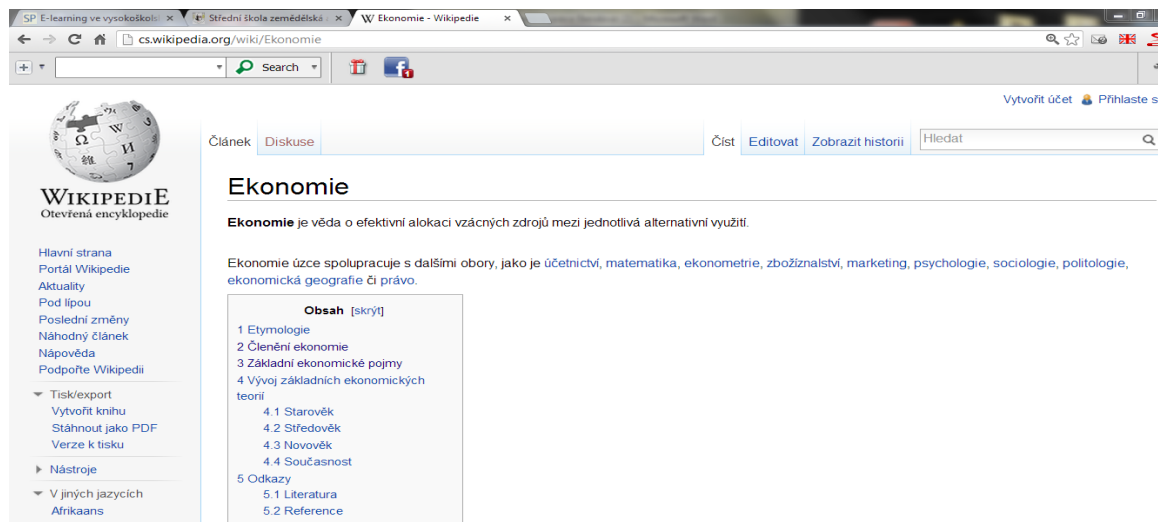 SP E-learning ve vysokoškols
Střední škola zemědělská
W Ekonomie - Wikipedie
cs.wikipedia.org/wiki/Ekonomie
Search
1
Vytvořit účet Přihlaste s
Článek Diskuse Číst Editovat Zobrazit historii Hledat
Ω W И 維 7
WIKIPEDIE
Otevřená encyklopedie
Hlavní strana
Portál Wikipedie
Aktuality
Pod lípou
Poslední změny
Náhodný článek
Nápověda
Podpořte Wikipedii
Tisk/export
Vytvořit knihu
Stáhnout jako PDF
Verze k tisku
Nástroje
V jiných jazycích
Afrikaans
Ekonomie
Ekonomie je věda o efektivní alokaci vzácných zdrojů mezi jednotlivá alternativní využití.
Ekonomie úzce spolupracuje s dalšími obory, jako je účetnictví, matematika, ekonometrie, zbožíznalství, marketing, psychologie, sociologie, politologie,
ekonomická geografie či právo.
Obsah [skrýt]
1 Etymologie
2 Členění ekonomie
3 Základní ekonomické pojmy
4 Vývoj základních ekonomických
teorií
4.1 Starověk
4.2 Středověk
4.3 Novověk
4.4 Současnost
5 Odkazy
5.1 Literatura
5.2 Reference